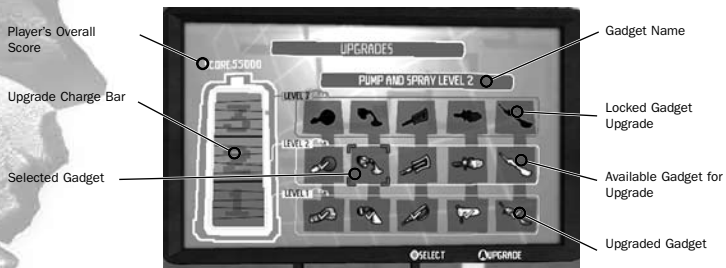 Player's Overall
Score
Upgrade Charge Bar
Selected Gadget
UPGRADES
SCORE:55000
PUMP AND SPRAY LEVEL 2
LEVEL 3
LEVEL 2
LEVEL 1
SELECT
UPGRADE
Gadget Name
Locked Gadget
Upgrade
Available Gadget for
Upgrade
Upgraded Gadget